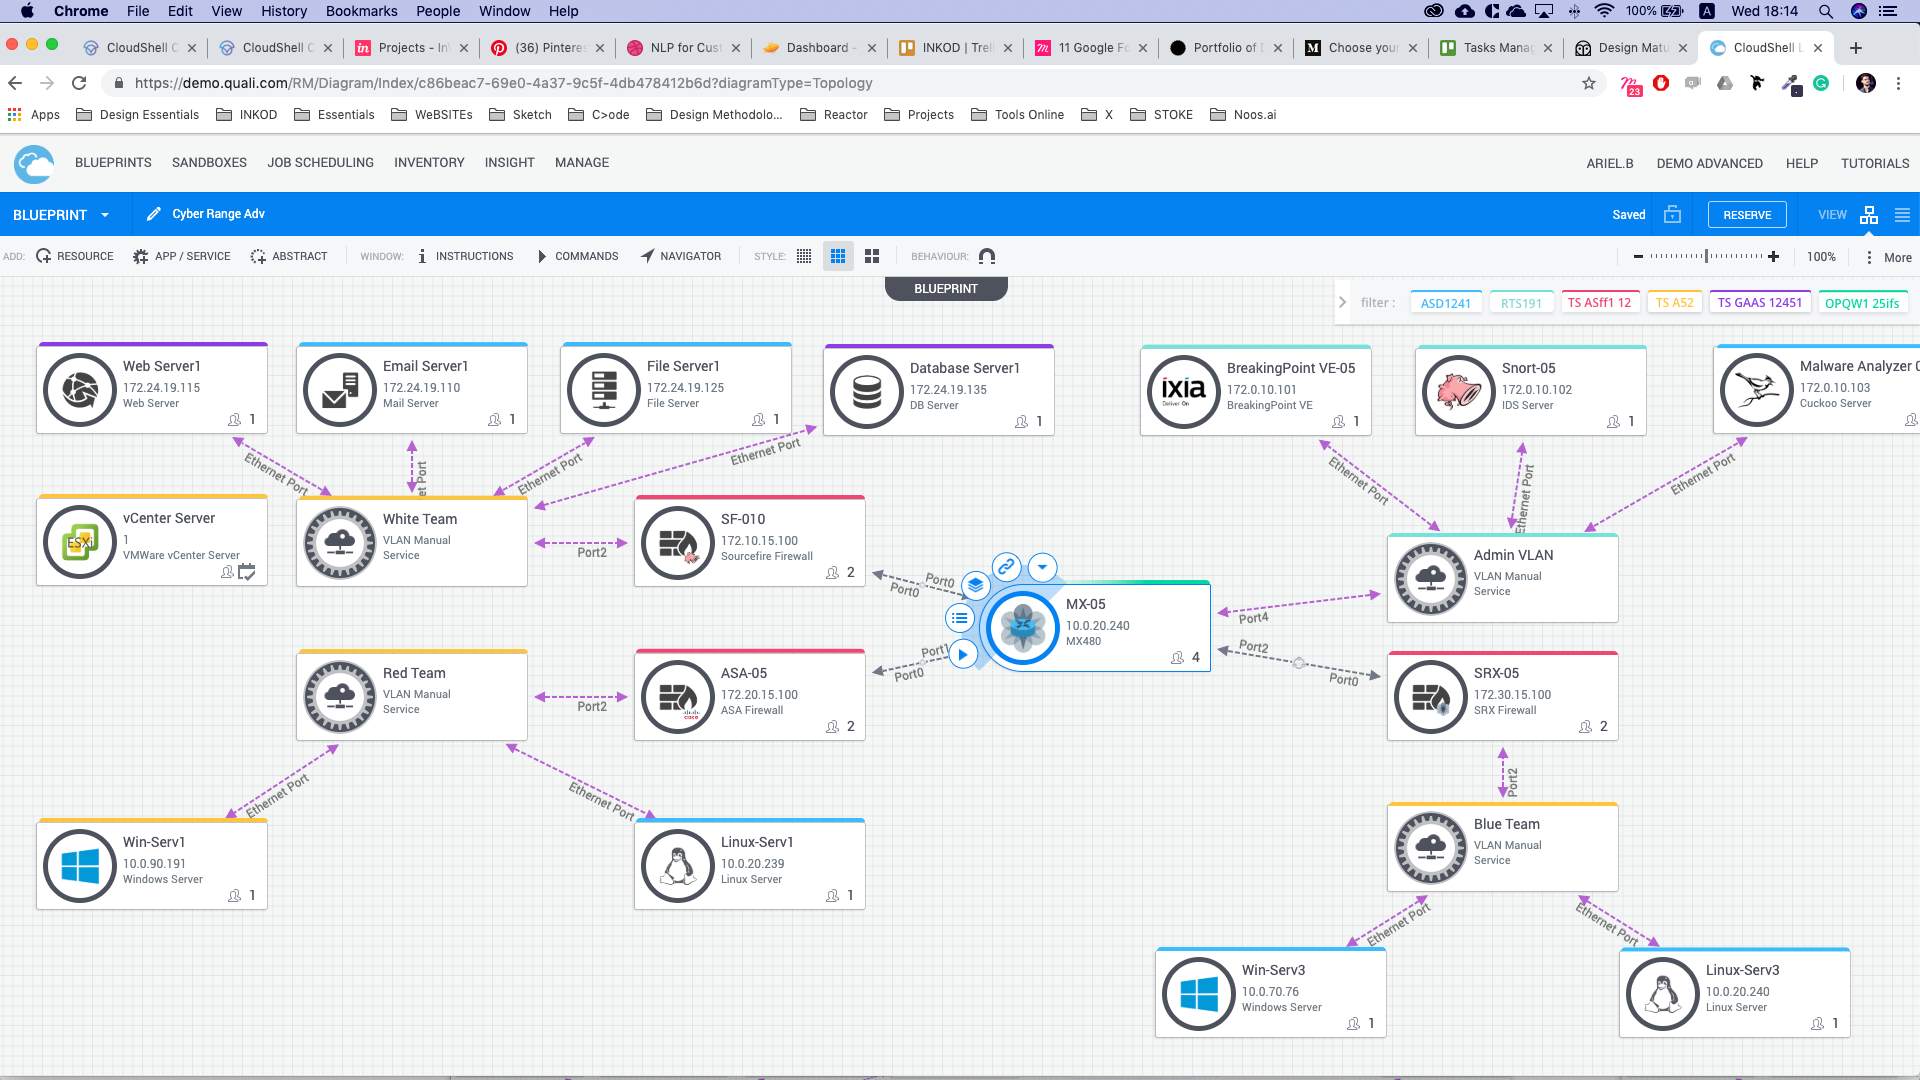 Chrome File Edit View History Bookmarks People Window Help 100% A Wed 18:14
CloudShell C CloudShell C Projects - In (36) Pinteres NLP for Cust Dashboard - INKOD | Trel 11 Google Fo Portfolio of Choose your Tasks Manag Design Matu CloudShell L
https://demo.quali.com/RM/Diagram/Index/c86beac7-69e0-4a37-9c5f-4db478412b6d?diagramType=Topology 23
Apps Design Essentials INKOD Essentials WeBSITEs Sketch C>ode Design Methodolo... Reactor Projects Tools Online X STOKE Noos.ai
BLUEPRINTS SANDBOXES JOB SCHEDULING INVENTORY INSIGHT MANAGE ARIEL.B DEMO ADVANCED HELP TUTORIALS
BLUEPRINT Cyber Range Adv Saved RESERVE VIEW
ADD: RESOURCE APP / SERVICE ABSTRACT WINDOW: INSTRUCTIONS COMMANDS NAVIGATOR STYLE: BEHAVIOUR: 100% More
BLUEPRINT
filter : ASD1241 RTS191 TS ASff1 12 TS A52 TS GAAS 12451 OPQW1 25ifs
Web Server1
172.24.19.115
Web Server
1
Email Server1
172.24.19.110
Mail Server
1
File Server1
172.24.19.125
File Server
1
Database Server1
172.24.19.135
DB Server
1
ixia
BreakingPoint VE-05
172.0.10.101
BreakingPoint VE
1
Snort-05
172.0.10.102
IDS Server
1
Malware Analyzer 0
172.0.10.103
Cuckoo Server
Ethernet Port
et Port
Ethernet Port
Ethernet Port
Ethernet Port
Ethernet Port
Ethernet Port
ESXi
vCenter Server
1
VMWare vCenter Server
White Team
VLAN Manual
Service
Port2
SF-010
172.10.15.100
Sourcefire Firewall
2
Port0
Port0
MX-05
10.0.20.240
MX480
4
Port4
Admin VLAN
VLAN Manual
Service
Red Team
VLAN Manual
Service
Port2
cisco
ASA-05
172.20.15.100
ASA Firewall
2
Port1
Port0
Port2
Port0
SRX-05
172.30.15.100
SRX Firewall
2
Ethernet Port
Ethernet Port
Port2
Win-Serv1
10.0.90.191
Windows Server
1
Linux-Serv1
10.0.20.239
Linux Server
1
Blue Team
VLAN Manual
Service
Ethernet Port
Ethernet Port
Win-Serv3
10.0.70.76
Windows Server
1
Linux-Serv3
10.0.20.240
Linux Server
1